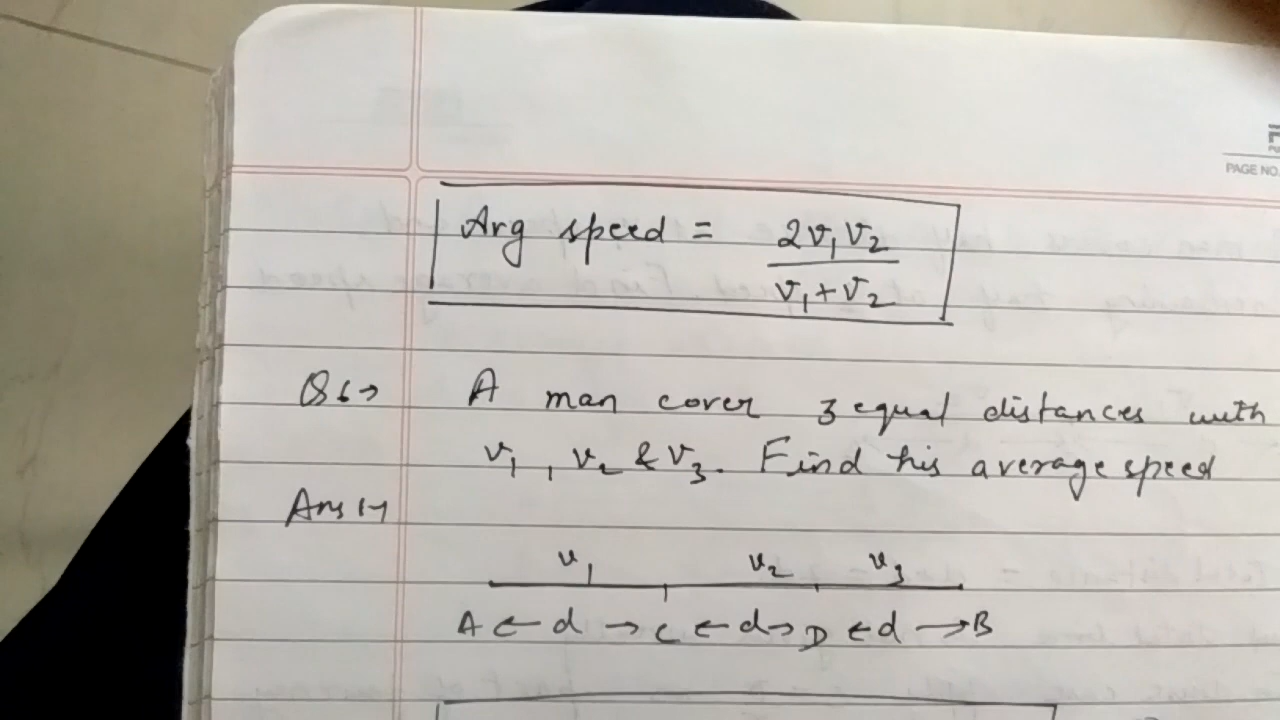 Avg speed = 2v₁v₂ / v₁+v₂
Q6→ A man cover 3 equal distances with
v₁, v₂ & v₃. Find his average speed
Ans:→
v₁ v₂ v₃
A ← d → C ← d → D ← d → B
PAGE NO.